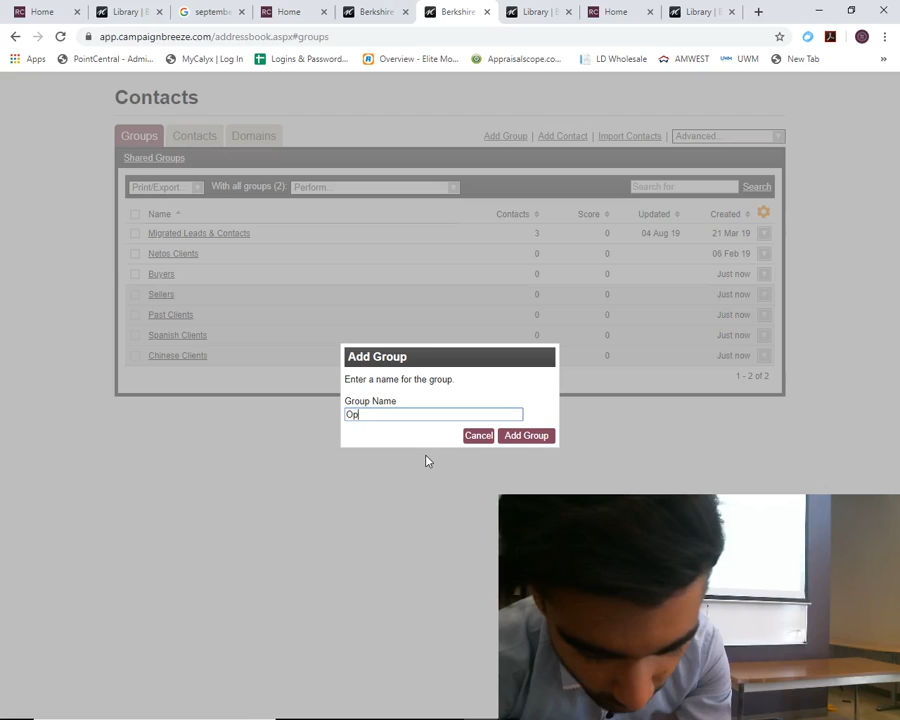 Home
Library | E
septembe
Home
Berkshire
Berkshire
Library | E
Home
Library | E
app.campaignbreeze.com/addressbook.aspx#groups
Apps
PointCentral - Admi...
MyCalyx | Log In
Logins & Password...
Overview - Elite Mo...
Appraisalscope.co...
LD Wholesale
AMWEST
UWM
New Tab
Contacts
Groups
Contacts
Domains
Add Group | Add Contact | Import Contacts | Advanced...
Shared Groups
Print/Export...
With all groups (2):
Perform...
Search for
Search
Name
Contacts
Score
Updated
Created
Migrated Leads & Contacts 3 0 04 Aug 19 21 Mar 19
Netos Clients 0 0 06 Feb 19
Buyers 0 0 Just now
Sellers 0 0 Just now
Past Clients 0 0 Just now
Spanish Clients 0 0 Just now
Chinese Clients 0 0 Just now
1 - 2 of 2
Add Group
Enter a name for the group.
Group Name
Op
Cancel
Add Group